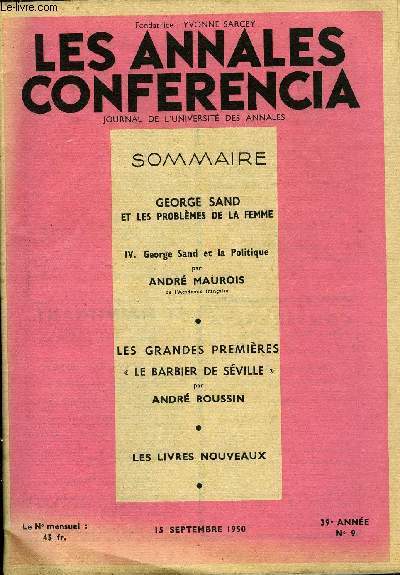 www.le-livre.com
Fondatrice : YVONNE SARCEY
LES ANNALES
CONFERENCIA
JOURNAL DE L'UNIVERSITÉ DES ANNALES
SOMMAIRE
GEORGE SAND
ET LES PROBLÈMES DE LA FEMME
IV. George Sand et la Politique
par
ANDRÉ MAUROIS
de l'Académie française
LES GRANDES PREMIÈRES
« LE BARBIER DE SÉVILLE »
par
ANDRÉ ROUSSIN
LES LIVRES NOUVEAUX
Le No mensuel :
fr.
15 SEPTEMBRE 1950
39e ANNÉE
No 9